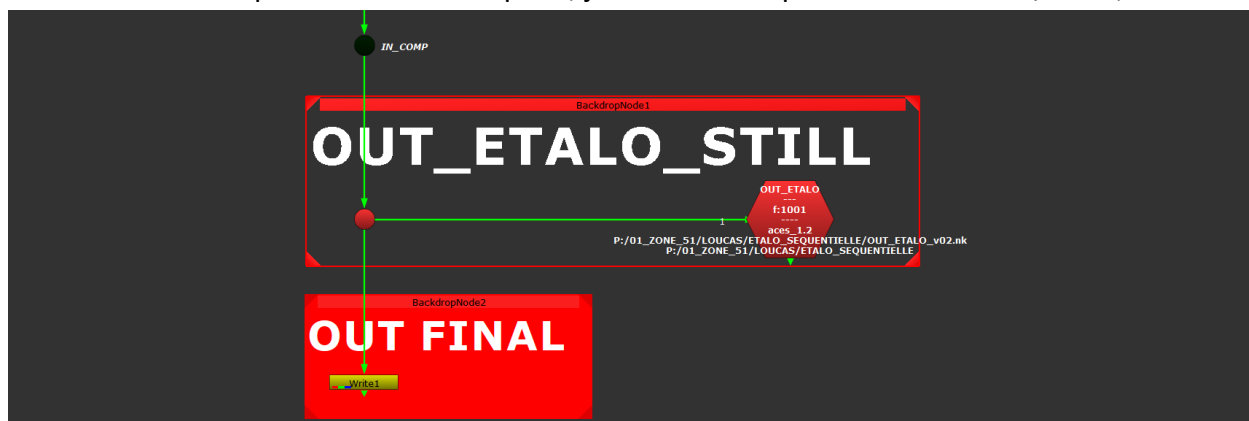 IN_COMP
BackdropNode1
OUT_ETALO_STILL
OUT_ETALO
---
f:1001
----
aces_1.2
1
P:/01_ZONE_51/LOUCAS/ETALO_SEQUENTIELLE/OUT_ETALO_v02.nk
P:/01_ZONE_51/LOUCAS/ETALO_SEQUENTIELLE
BackdropNode2
OUT FINAL
Write1